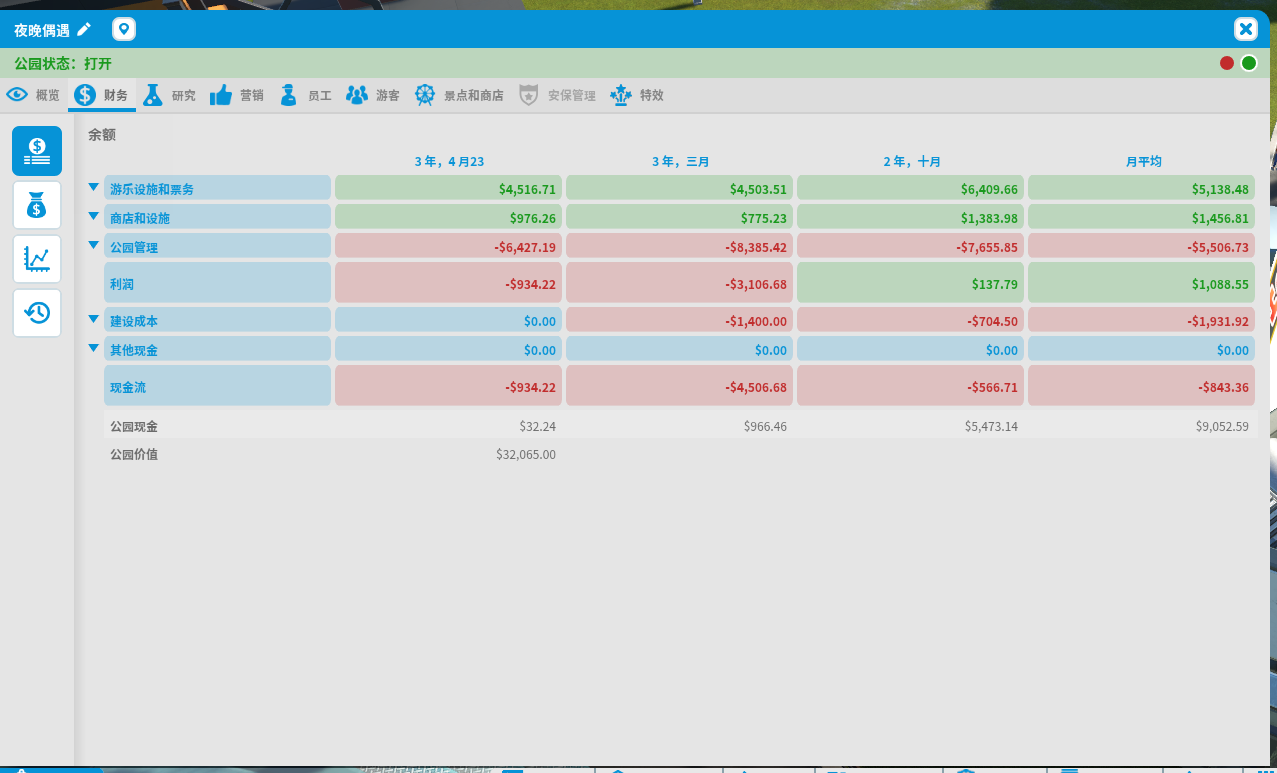 夜晚偶遇
公园状态：打开
概览 财务 研究 营销 员工 游客 景点和商店 安保管理 特效
余额
3 年，4 月23 3 年，三月 2 年，十月 月平均
游乐设施和票务 $4,516.71 $4,503.51 $6,409.66 $5,138.48
商店和设施 $976.26 $775.23 $1,383.98 $1,456.81
公园管理 -$6,427.19 -$8,385.42 -$7,655.85 -$5,506.73
利润 -$934.22 -$3,106.68 $137.79 $1,088.55
建设成本 $0.00 -$1,400.00 -$704.50 -$1,931.92
其他现金 $0.00 $0.00 $0.00 $0.00
现金流 -$934.22 -$4,506.68 -$566.71 -$843.36
公园现金 $32.24 $966.46 $5,473.14 $9,052.59
公园价值 $32,065.00